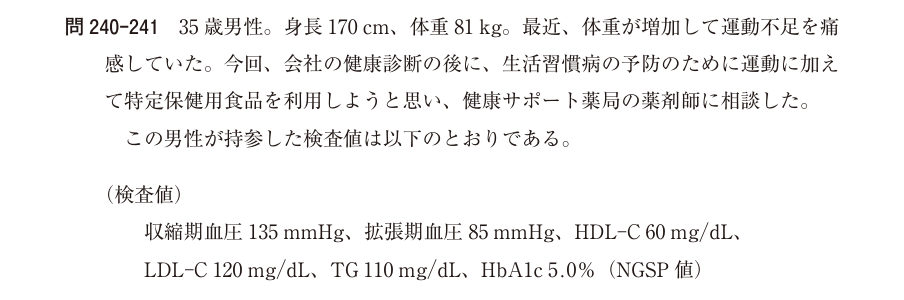 問 240-241 35 歳男性。身長 170 cm、体重 81 kg。最近、体重が増加して運動不足を痛
感していた。今回、会社の健康診断の後に、生活習慣病の予防のために運動に加え
て特定保健用食品を利用しようと思い、健康サポート薬局の薬剤師に相談した。
この男性が持参した検査値は以下のとおりである。
（検査値）
収縮期血圧 135 mmHg、拡張期血圧 85 mmHg、HDL-C 60 mg/dL、
LDL-C 120 mg/dL、TG 110 mg/dL、HbA1c 5.0%（NGSP 値）